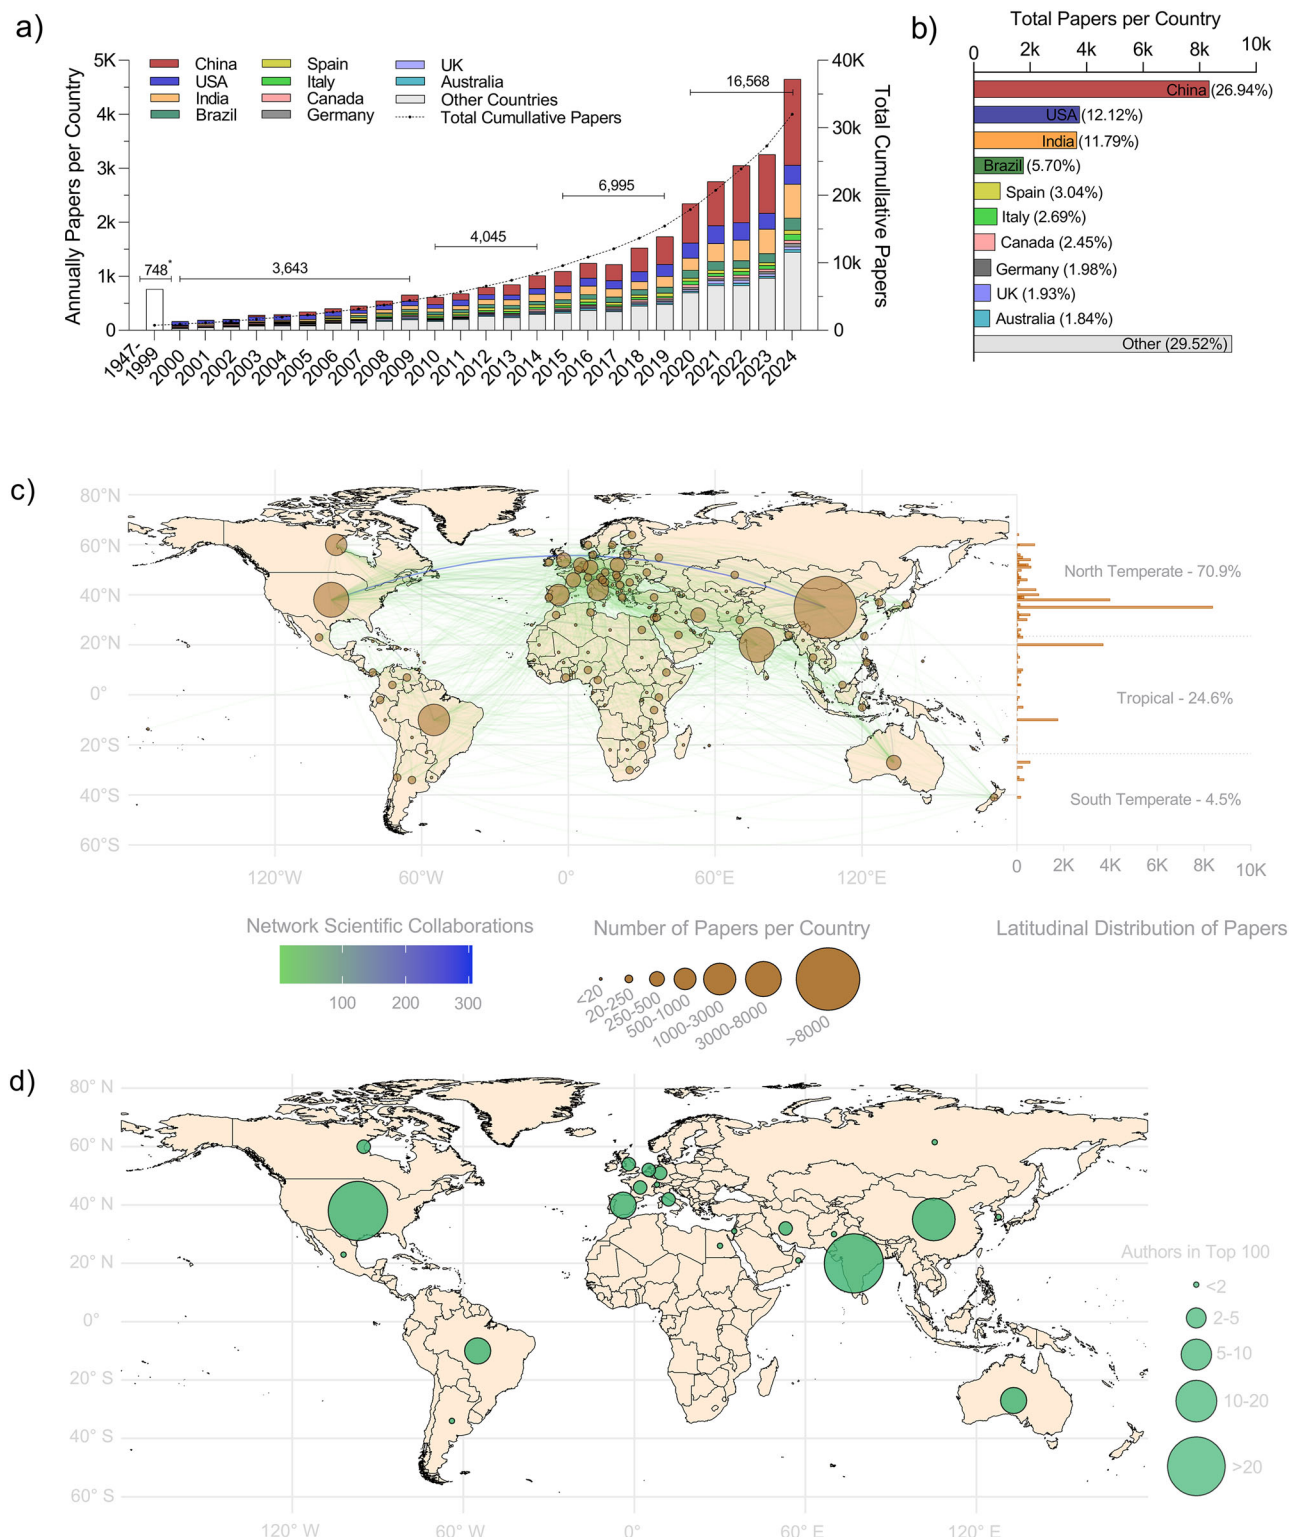 a)
Annually Papers per Country
5K
4K
3K
2K
1K
0
China
USA
India
Brazil
Spain
Italy
Canada
Germany
UK
Australia
Other Countries
Total Cumullative Papers
748*
3,643
4,045
6,995
16,568
40K
30K
20K
10K
0
Total Cumullative Papers
1947-
1999
2000
2001
2002
2003
2004
2005
2006
2007
2008
2009
2010
2011
2012
2013
2014
2015
2016
2017
2018
2019
2020
2021
2022
2023
2024
b)
Total Papers per Country
0 2k 4k 6k 8k 10k
China (26.94%)
USA (12.12%)
India (11.79%)
Brazil (5.70%)
Spain (3.04%)
Italy (2.69%)
Canada (2.45%)
Germany (1.98%)
UK (1.93%)
Australia (1.84%)
Other (29.52%)
c)
80°N
60°N
40°N
20°N
0°
20°S
40°S
60°S
120°W 60°W 0° 60°E 120°E
North Temperate - 70.9%
Tropical - 24.6%
South Temperate - 4.5%
0 2K 4K 6K 8K 10K
Network Scientific Collaborations
100 200 300
Number of Papers per Country
<20
20-250
250-500
500-1000
1000-3000
3000-8000
>8000
Latitudinal Distribution of Papers
d)
80° N
60° N
40° N
20° N
0°
20° S
40° S
60° S
120° W 60° W 0° 60° E 120° E
Authors in Top 100
<2
2-5
5-10
10-20
>20